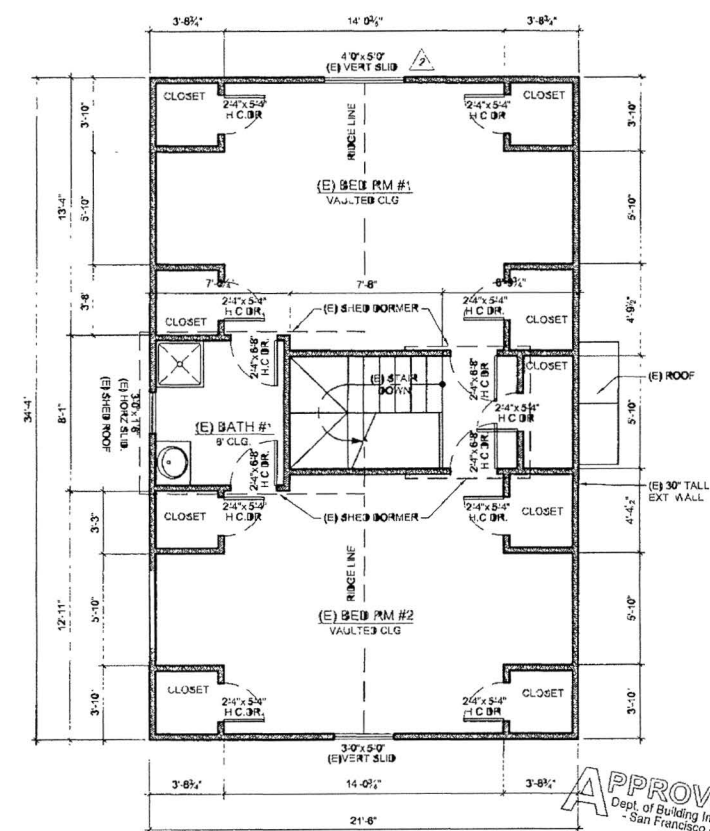 3'-8¾"
14'
3'-8¾"
4'0"x5'0"
(E) VERT SLID
2
CLOSET
2'-4"x5'-4"
H.C.DR.
2'-4"x5'-4"
H.C.DR.
CLOSET
RIDGE LINE
3'-10"
3'-10"
(E) BED RM #1
VAULTED CLG
13'-4"
5'-10"
5'-10"
3'-8"
7'-8"
CLOSET
2'-4"x5'-4"
H.C.DR.
(E) SHED DORMER
2'-4"x5'-4"
H.C.DR.
CLOSET
4'-9½"
2'-4"x6'-8"
H.C.DR.
2'-4"x6'-8"
H.C.DR.
CLOSET
(E) STAIR
DOWN
(E) ROOF
34'-4"
8'-1"
(E) SHED ROOF
(E) HORZ SLID.
3'0"x1'6"
(E) BATH #1
8' CLG.
2'-4"x5'-4"
H.C.DR.
5'-10"
2'-4"x6'-8"
H.C.DR.
2'-4"x6'-8"
H.C.DR.
(E) 30" TALL
EXT WALL
3'-3"
CLOSET
2'-4"x5'-4"
H.C.DR.
(E) SHED DORMER
2'-4"x5'-4"
H.C.DR.
CLOSET
4'-4½"
RIDGE LINE
12'-11"
5'-10"
(E) BED RM #2
VAULTED CLG
5'-10"
3'-10"
CLOSET
2'-4"x5'-4"
H.C.DR.
2'-4"x5'-4"
H.C.DR.
CLOSET
3'-10"
3'-0"x5'-0"
(E)VERT SLID
3'-8¾"
3'-8¾"
21'-6"
APPROV
Dept. of Building In
- San Francisco